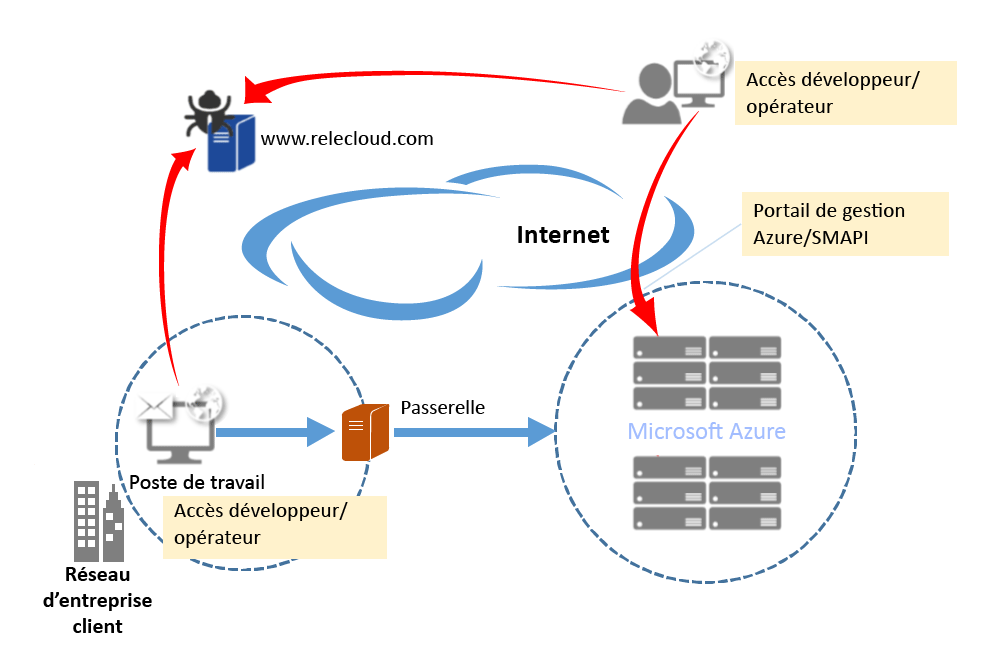 Accès développeur/
opérateur
www.relecloud.com
Portail de gestion
Azure/SMAPI
Internet
Passerelle
Microsoft Azure
Poste de travail
Accès développeur/
opérateur
Réseau
d’entreprise
client